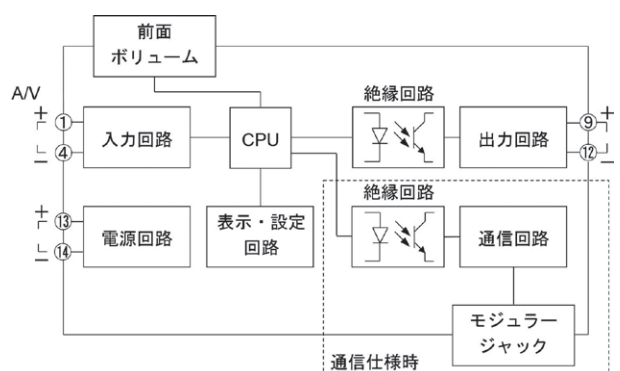 前面
ボリューム
A/V
+
①
④
−
入力回路
CPU
絶縁回路
出力回路
+
⑨
⑫
−
+
⑬
⑭
−
電源回路
表示・設定
回路
絶縁回路
通信回路
モジュラー
ジャック
通信仕様時